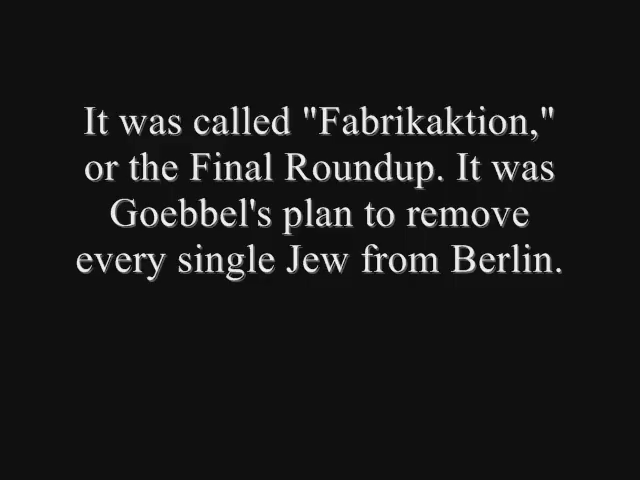 It was called "Fabrikaktion,"
or the Final Roundup. It was
Goebbel's plan to remove
every single Jew from Berlin.